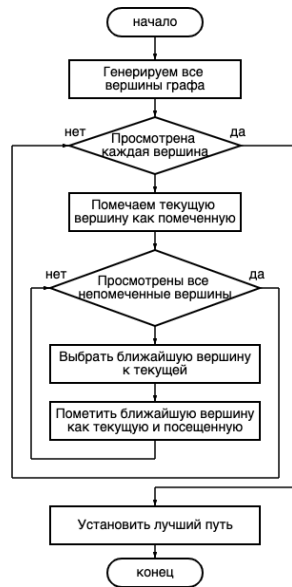 начало
Генерируем все
вершины графа
нет
да
Просмотрена
каждая вершина
Помечаем текущую
вершину как помеченную
нет
да
Просмотрены все
непомеченные вершины
Выбрать ближайшую вершину
к текущей
Пометить ближайшую вершину
как текущую и посещенную
Установить лучший путь
конец